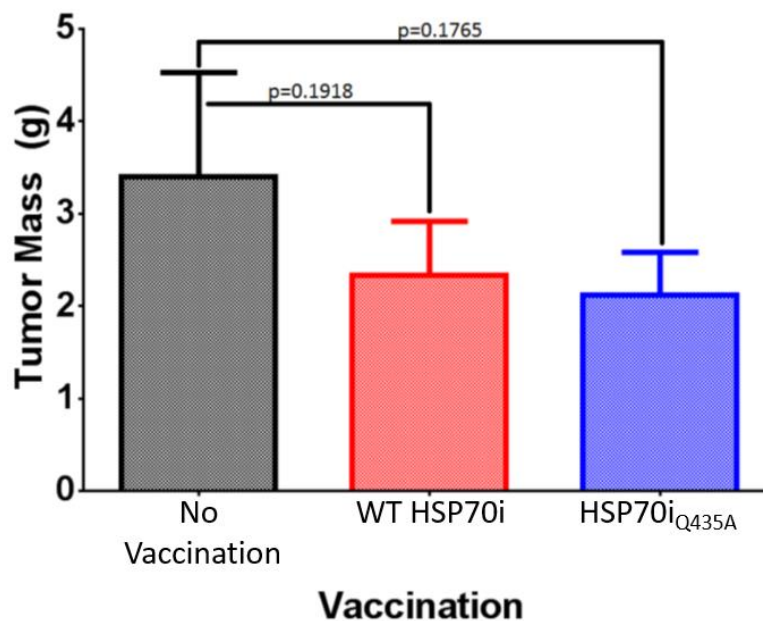 5
p=0.1765
p=0.1918
4
3
2
1
0
Tumor Mass (g)
No
Vaccination
WT HSP70i
HSP70iQ435A
Vaccination